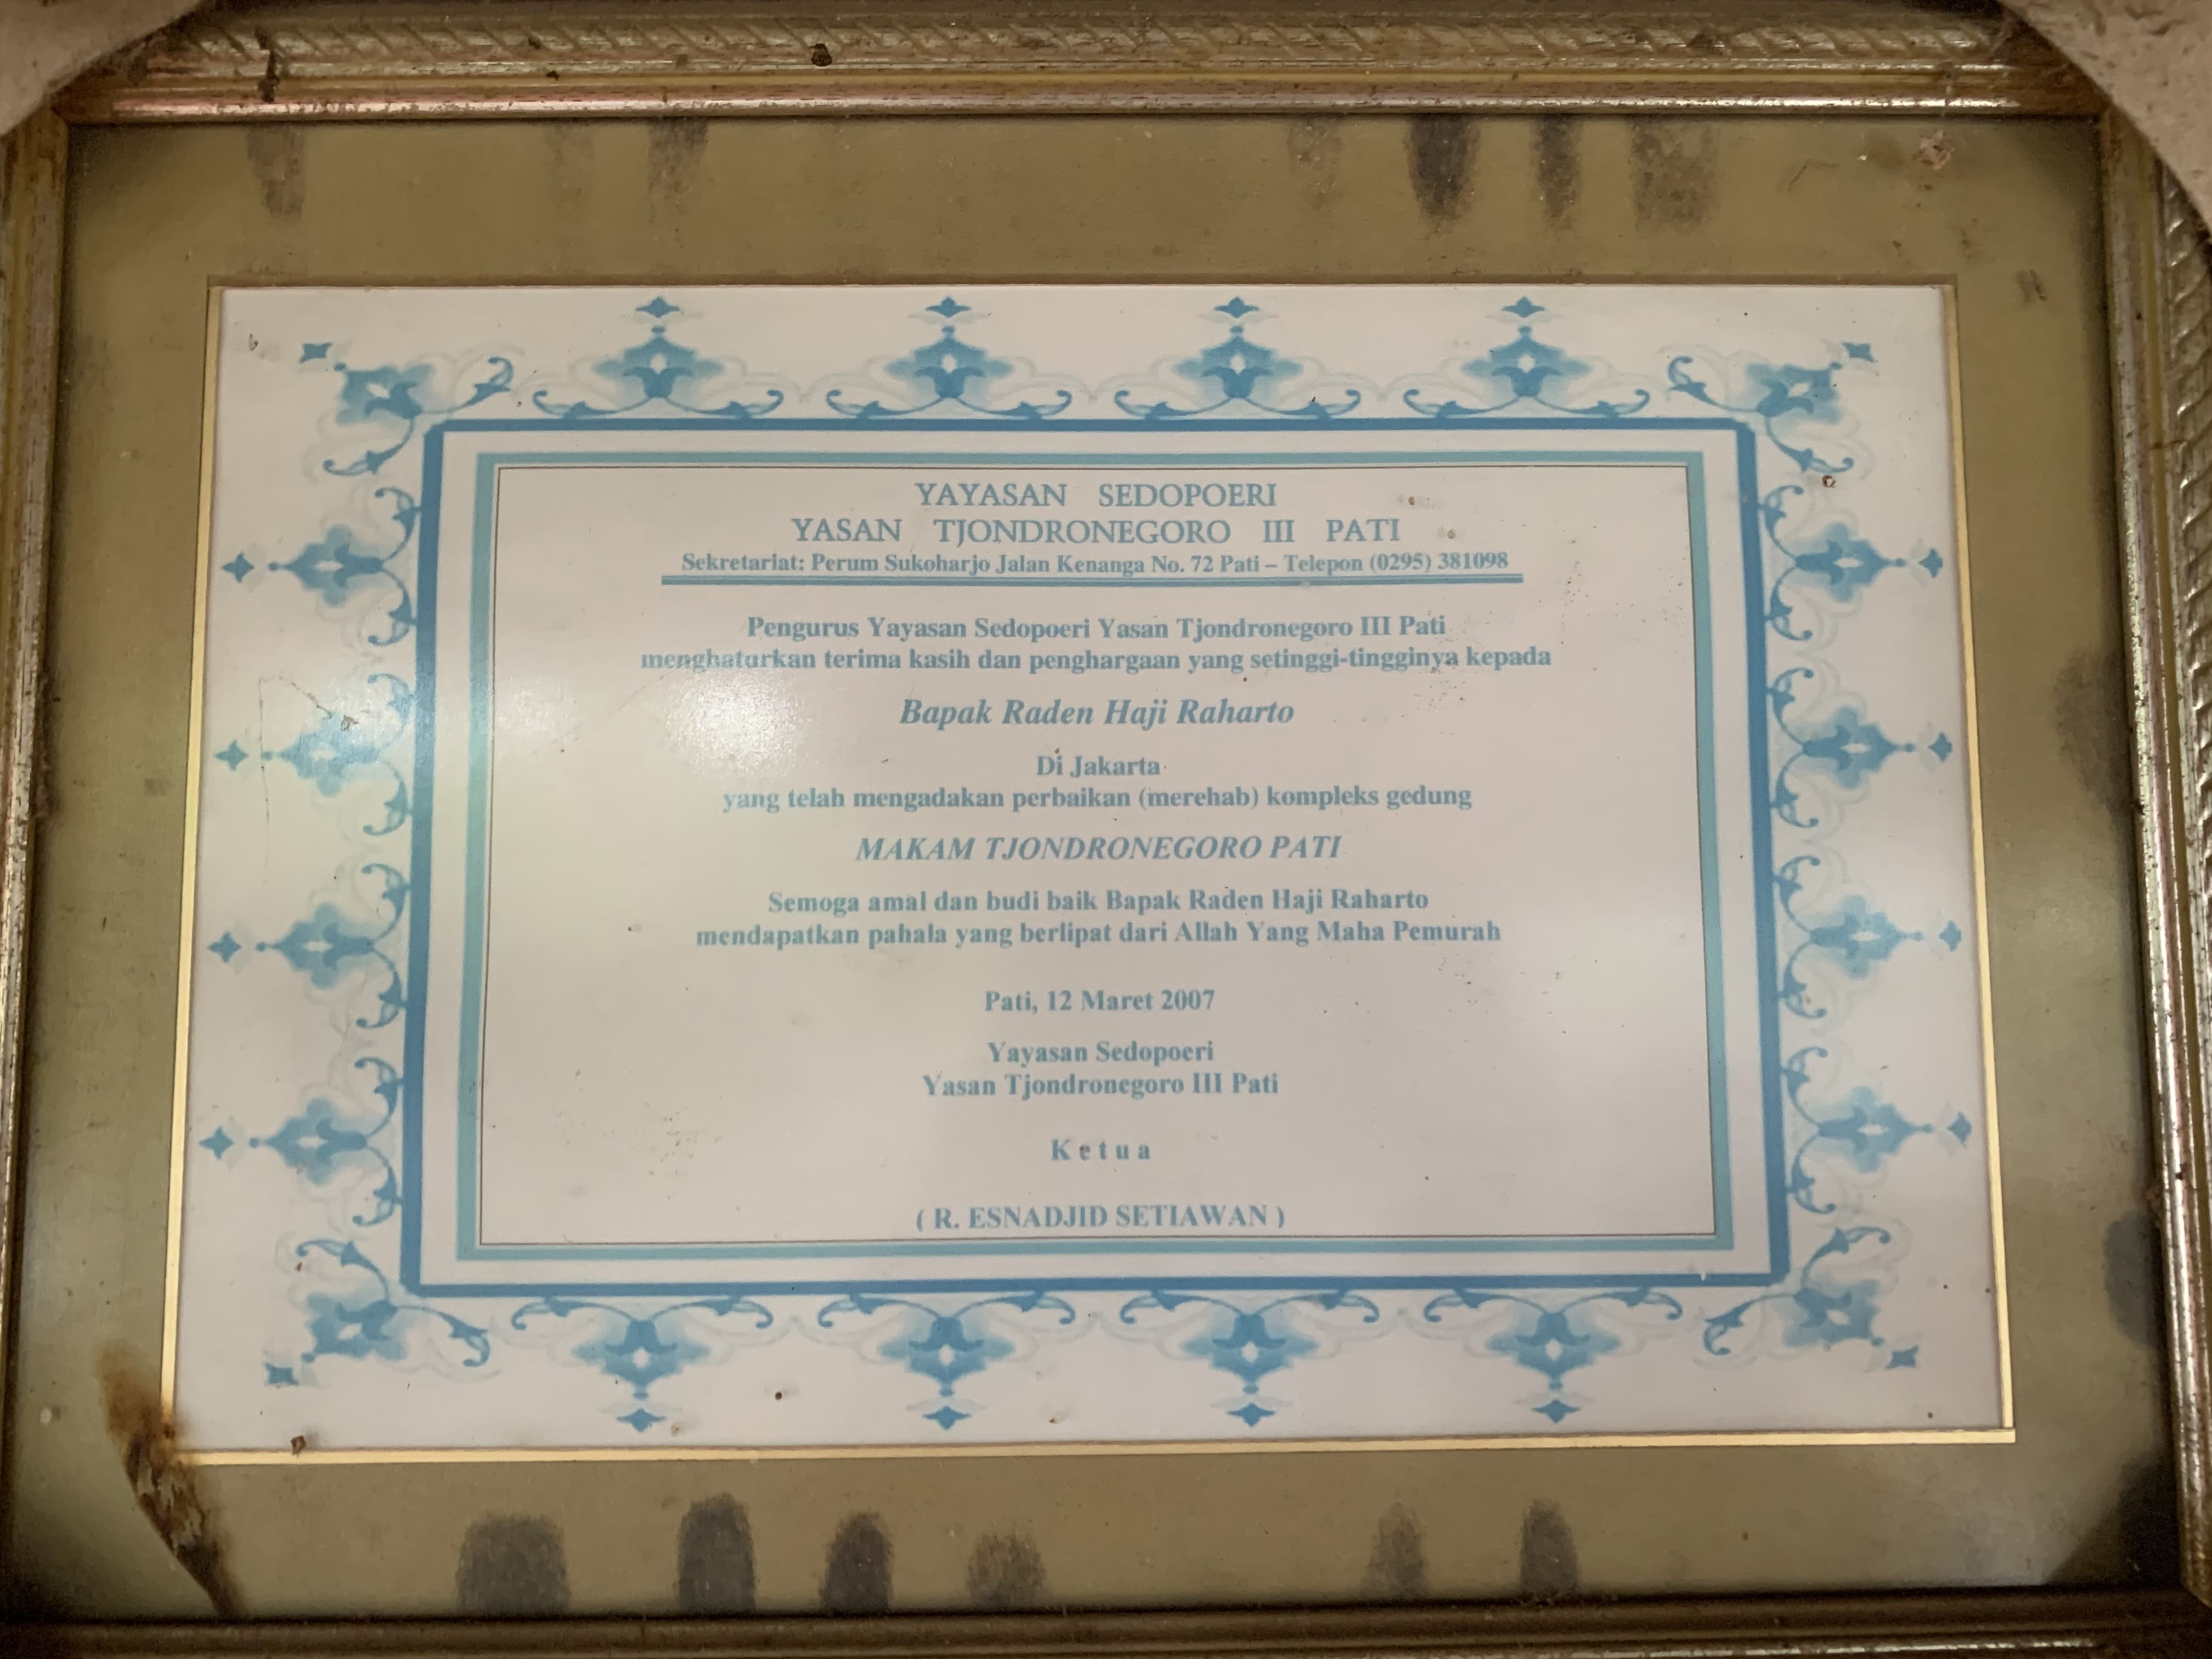 YAYASAN SEDOPOERI
YASAN TJONDRONEGORO III PATI
Sekretariat: Perum Sukoharjo Jalan Kenanga No. 72 Pati – Telepon (0295) 381098
Pengurus Yayasan Sedopoeri Yasan Tjondronegoro III Pati
menghaturkan terima kasih dan penghargaan yang setinggi-tingginya kepada
Bapak Raden Haji Raharto
Di Jakarta
yang telah mengadakan perbaikan (merehab) kompleks gedung
MAKAM TJONDRONEGORO PATI
Semoga amal dan budi baik Bapak Raden Haji Raharto
mendapatkan pahala yang berlipat dari Allah Yang Maha Pemurah
Pati, 12 Maret 2007
Yayasan Sedopoeri
Yasan Tjondronegoro III Pati
K e t u a
( R. ESNADJID SETIAWAN )